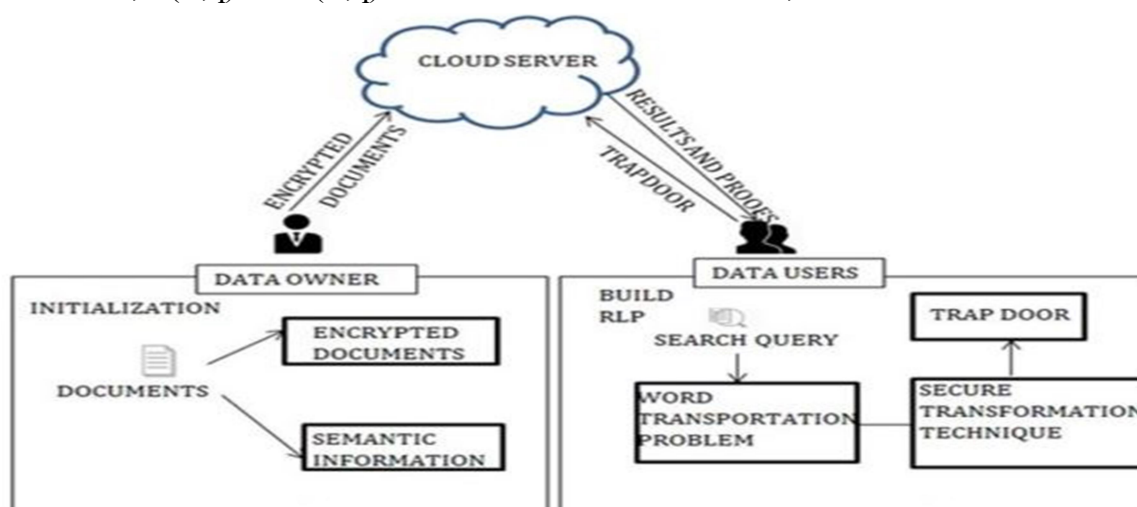 CLOUD SERVER
ENCRYPTED
DOCUMENTS
RESULTS AND PROOFS
TRAPDOOR
DATA OWNER
INITIALIZATION
DOCUMENTS
ENCRYPTED
DOCUMENTS
SEMANTIC
INFORMATION
DATA USERS
BUILD
RLP
SEARCH QUERY
WORD
TRANSPORTATION
PROBLEM
TRAP DOOR
SECURE
TRANSFORMATION
TECHNIQUE